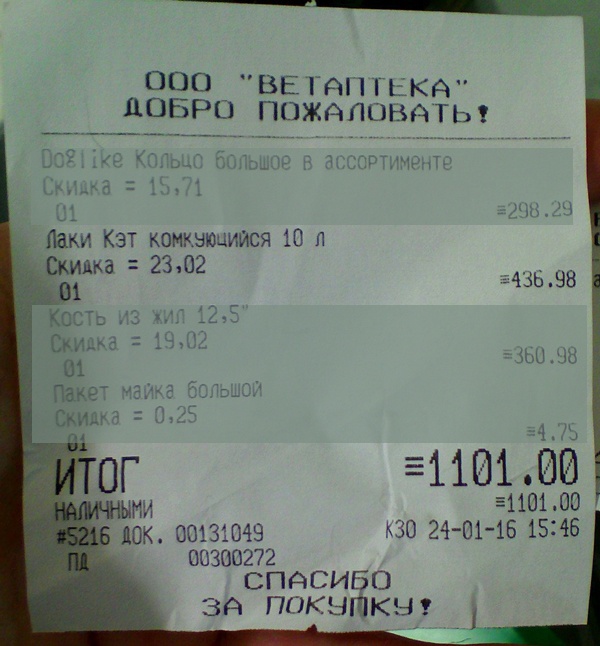 ООО "ВЕТАПТЕКА"
ДОБРО ПОЖАЛОВАТЬ!
Doglike Кольцо большое в ассортименте
Скидка = 15,71
01 ≡298.29
Лаки Кэт комкующийся 10 л
Скидка = 23,02
01 ≡436.98
Кость из жил 12,5"
Скидка = 19,02
01 ≡360.98
Пакет майка большой
Скидка = 0,25
01 ≡4.75
ИТОГ ≡1101.00
НАЛИЧНЫМИ ≡1101.00
#5216 ДОК. 00131049 К30 24-01-16 15:46
ПД 00300272
СПАСИБО
ЗА ПОКУПКУ!